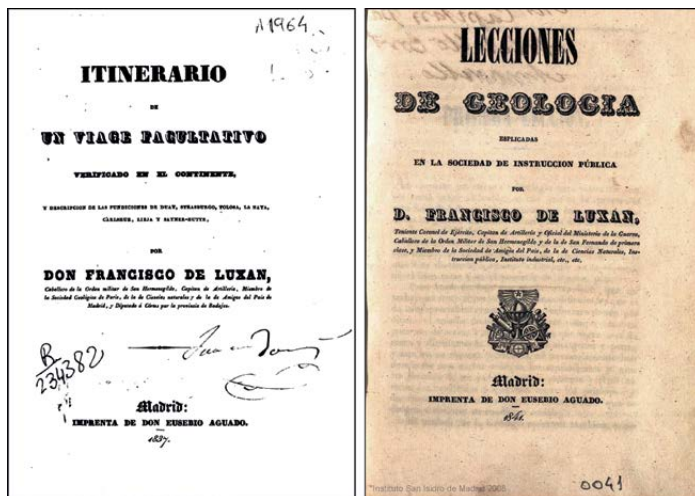 A1964
ITINERARIO
DE
UN VIAGE FACULTATIVO
VERIFICADO EN EL CONTINENTE,
Y DESCRIPCION DE LAS FUNDICIONES DE DUAY, STRASBURGO, TOLOSA, LA HAYA,
CARLSRUH, LIEJA Y SAYNER-HUTTE,
POR
DON FRANCISCO DE LUXAN,
Caballero de la Orden militar de San Hermenegildo, Capitan de Artillería, Miembro de
la Sociedad Geológica de Paris, de la de Ciencias naturales y de la de Amigos del Pais de
Madrid, y Diputado á Córtes por la provincia de Badajoz.
B
234382
Madrid:
IMPRENTA DE DON EUSEBIO AGUADO.
1837.
LECCIONES
DE GEOLOGIA
ESPLICADAS
EN LA SOCIEDAD DE INSTRUCCION PÚBLICA
POR
D. FRANCISCO DE LUXÁN,
Teniente Coronel de Ejército, Capitan de Artillería y Oficial del Ministerio de la Guerra,
Caballero de la Orden Militar de San Hermenegildo y de la de San Fernando de primera
clase, y Miembro de la Sociedad de Amigos del Pais, de la de Ciencias Naturales, Ins-
truccion pública, Instituto industrial, etc., etc.
Madrid:
IMPRENTA DE DON EUSEBIO AGUADO.
1841.
*Instituto San Isidro de Madrid 2005
0041